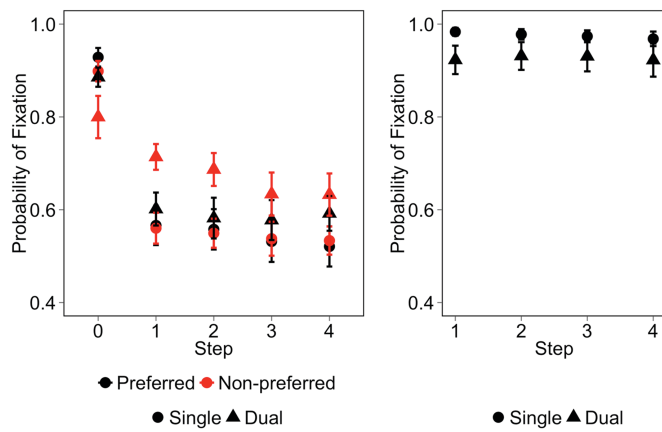 Probability of Fixation
1.0
0.8
0.6
0.4
0 1 2 3 4
Step
Preferred Non-preferred
Single Dual
Probability of Fixation
1.0
0.8
0.6
0.4
1 2 3 4
Step
Single Dual